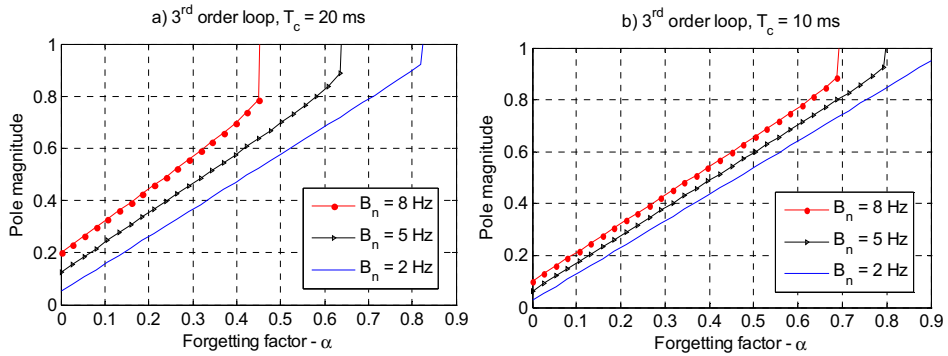 a) 3rd order loop, Tc = 20 ms
Pole magnitude
1
0.8
0.6
0.4
0.2
0
0 0.1 0.2 0.3 0.4 0.5 0.6 0.7 0.8 0.9
Forgetting factor - α
Bn = 8 Hz
Bn = 5 Hz
Bn = 2 Hz
b) 3rd order loop, Tc = 10 ms
Pole magnitude
1
0.8
0.6
0.4
0.2
0
0 0.1 0.2 0.3 0.4 0.5 0.6 0.7 0.8 0.9
Forgetting factor - α
Bn = 8 Hz
Bn = 5 Hz
Bn = 2 Hz